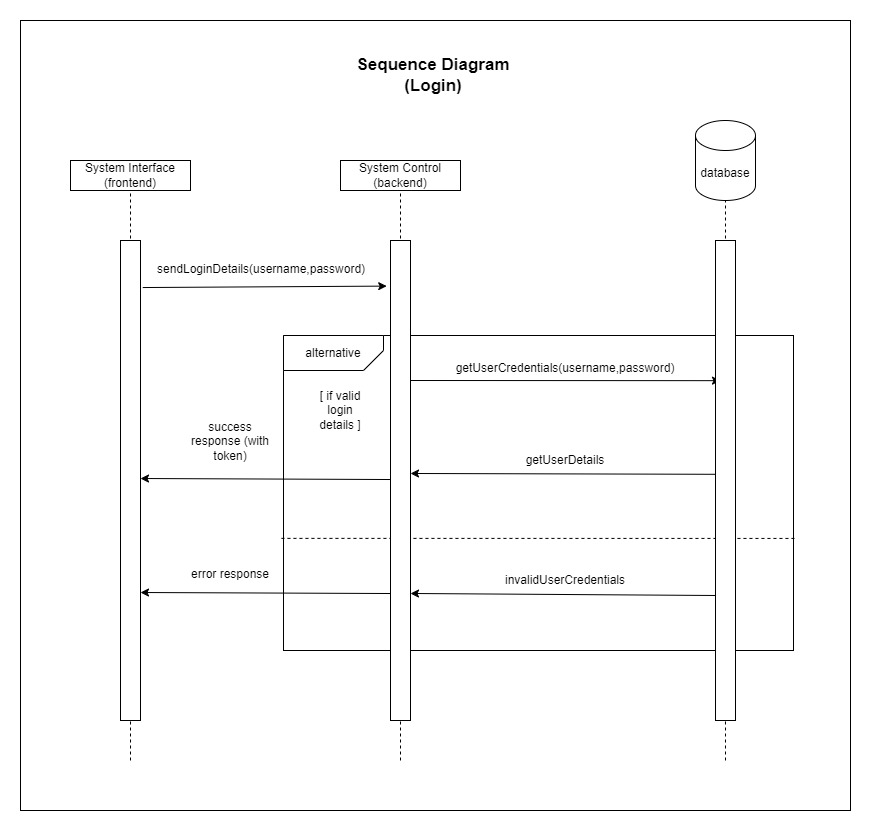 Sequence Diagram
(Login)
System Interface
(frontend)
System Control
(backend)
database
sendLoginDetails(username,password)
alternative
getUserCredentials(username,password)
[ if valid
login
details ]
success
response (with
token)
getUserDetails
error response
invalidUserCredentials